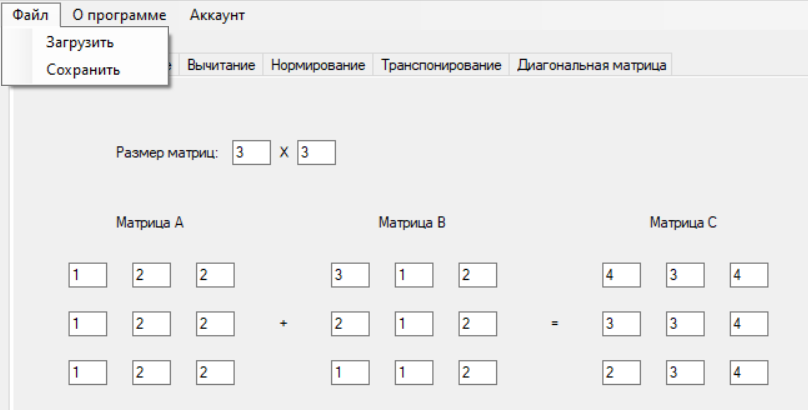 Файл О программе Аккаунт
Загрузить
Сохранить
Вычитание Нормирование Транспонирование Диагональная матрица
Размер матриц: 3 X 3
Матрица A Матрица B Матрица C
1 2 2 3 1 2 4 3 4
1 2 2 + 2 1 2 = 3 3 4
1 2 2 1 1 2 2 3 4